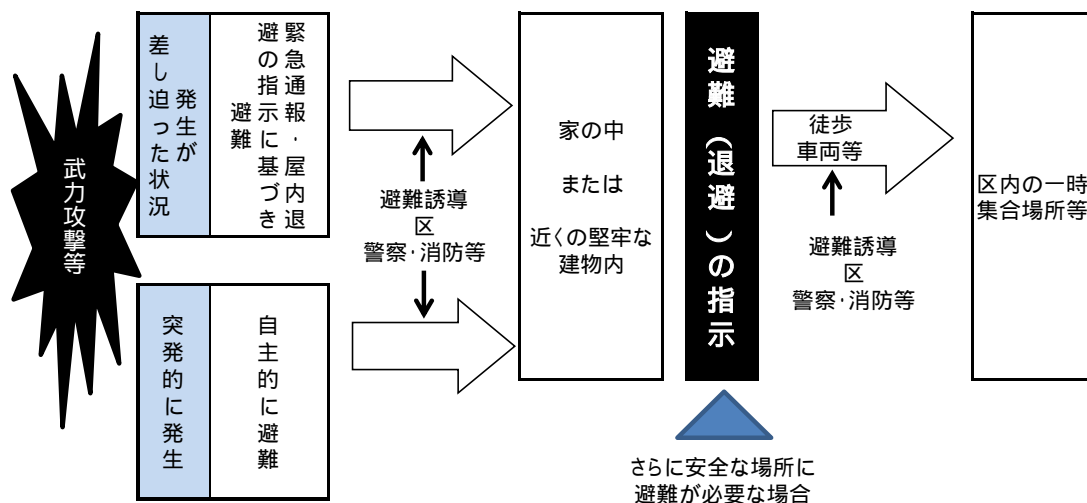 武力攻撃等
発生が
差し迫った状況
緊急通報・屋内退
避の指示に基づき
避難
突発的に発生
自主的に避難
避難誘導
区
警察・消防等
家の中
または
近くの堅牢な
建物内
避難（退避）の指示
さらに安全な場所に
避難が必要な場合
徒歩
車両等
避難誘導
区
警察・消防等
区内の一時
集合場所等